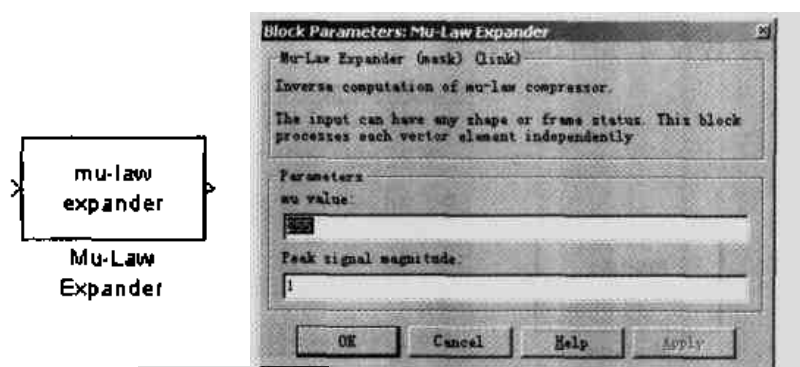 mu-law
expander
Mu-Law
Expander
Block Parameters: Mu-Law Expander
Mu-Law Expander (mask) (link)
Inverse computation of mu-law compressor.
The input can have any shape or frame status. This block
processes each vector element independently
Parameters
mu value:
255
Peak signal magnitude:
1
OK
Cancel
Help
Apply